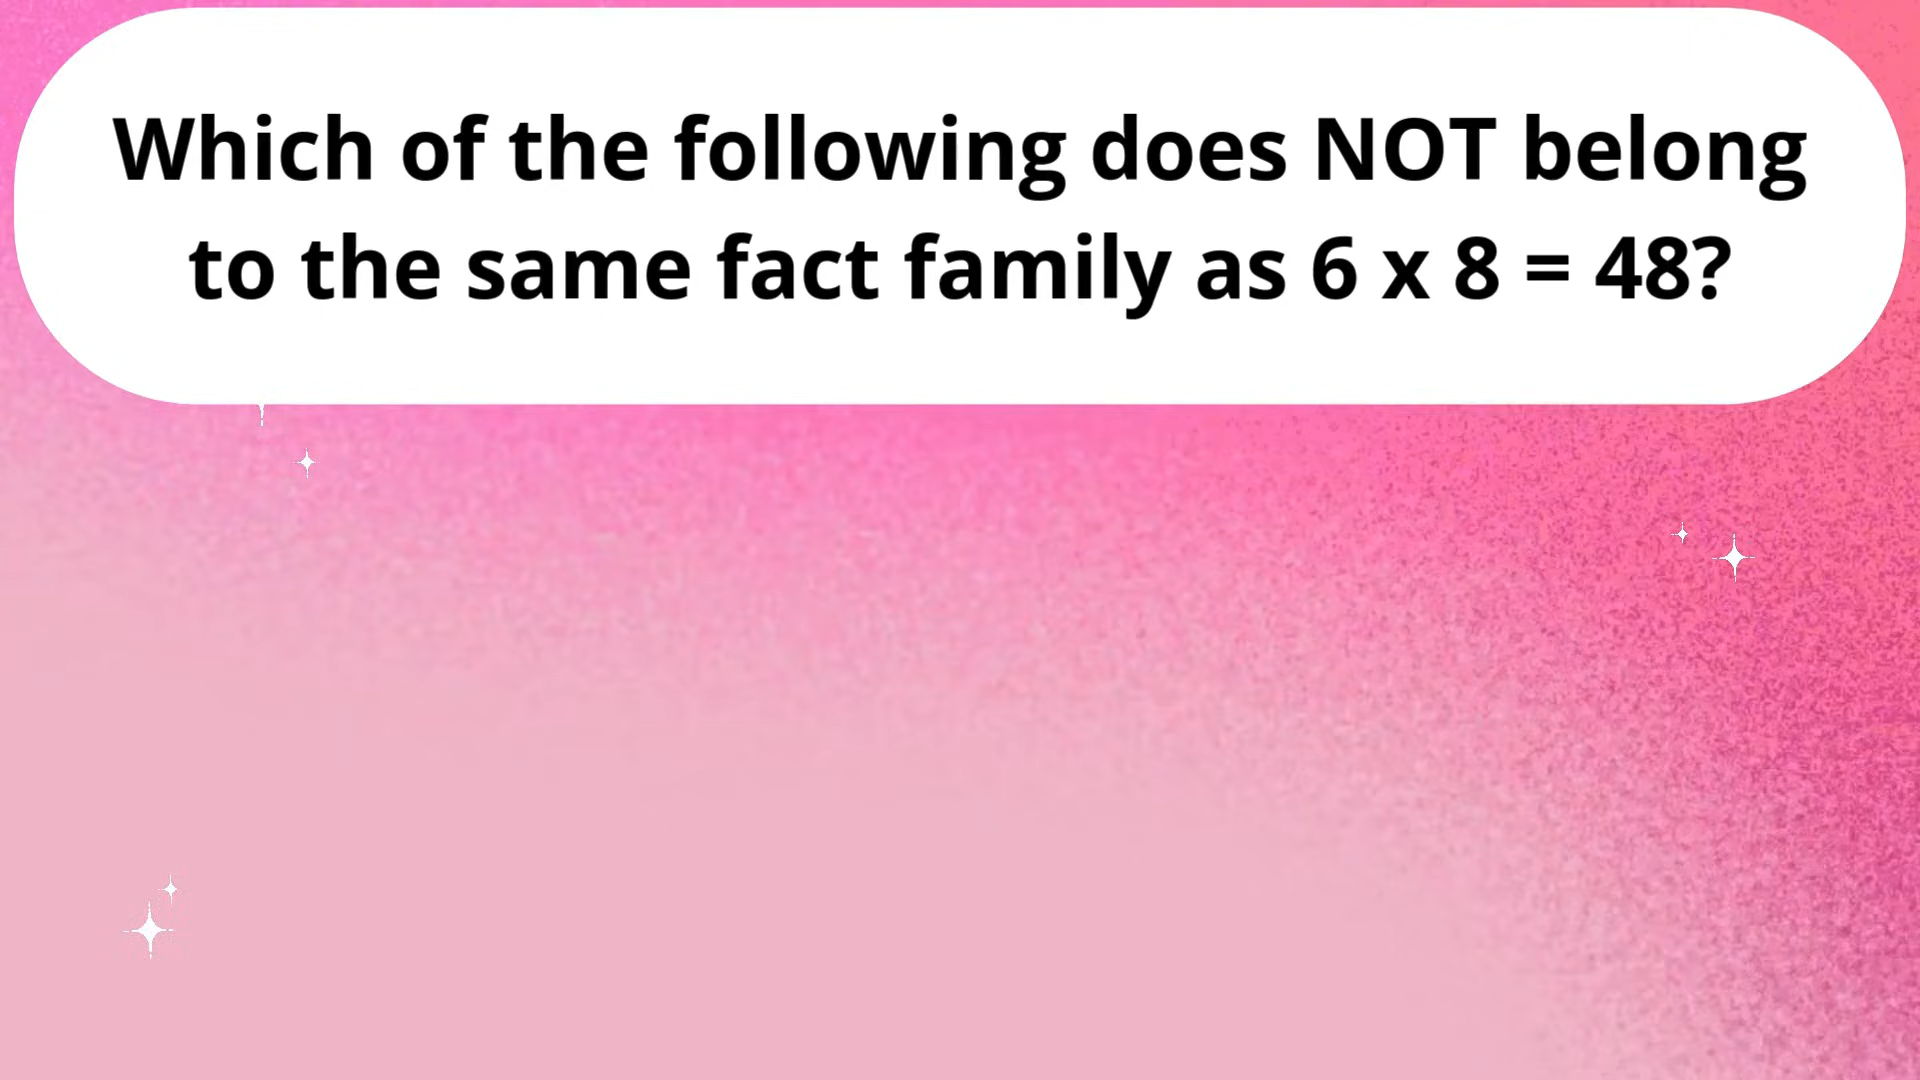 Which of the following does NOT belong
to the same fact family as 6 x 8 = 48?